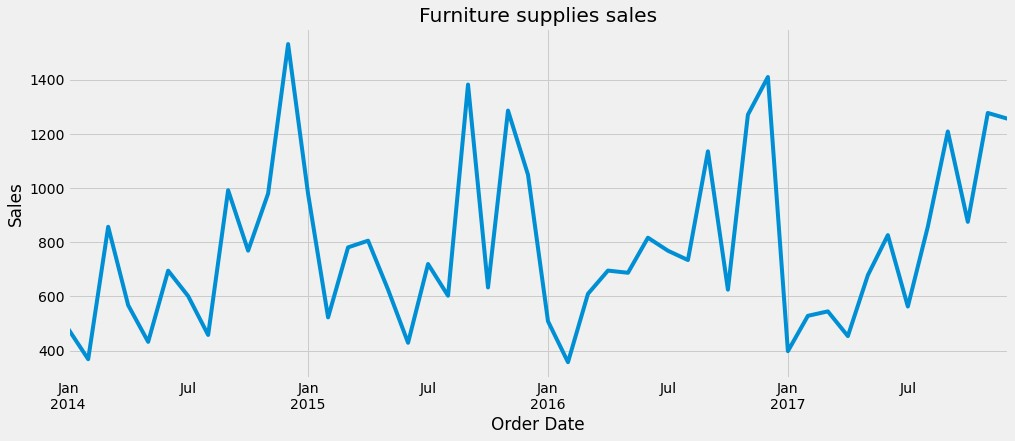 Furniture supplies sales
1400
1200
1000
800
600
400
Sales
Jan Jul Jan Jul Jan Jul Jan Jul
2014 2015 2016 2017
Order Date